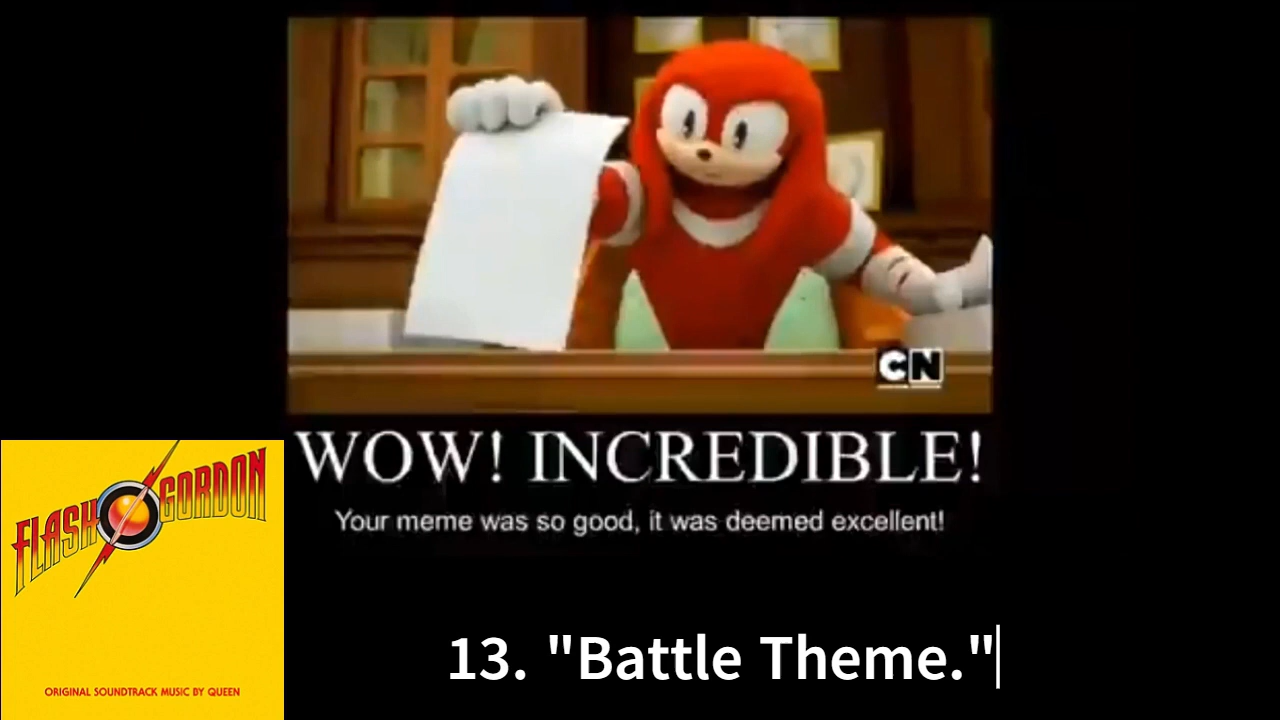 CN
WOW! INCREDIBLE!
Your meme was so good, it was deemed excellent!
FLASH GORDON
ORIGINAL SOUNDTRACK MUSIC BY QUEEN
13. "Battle Theme."